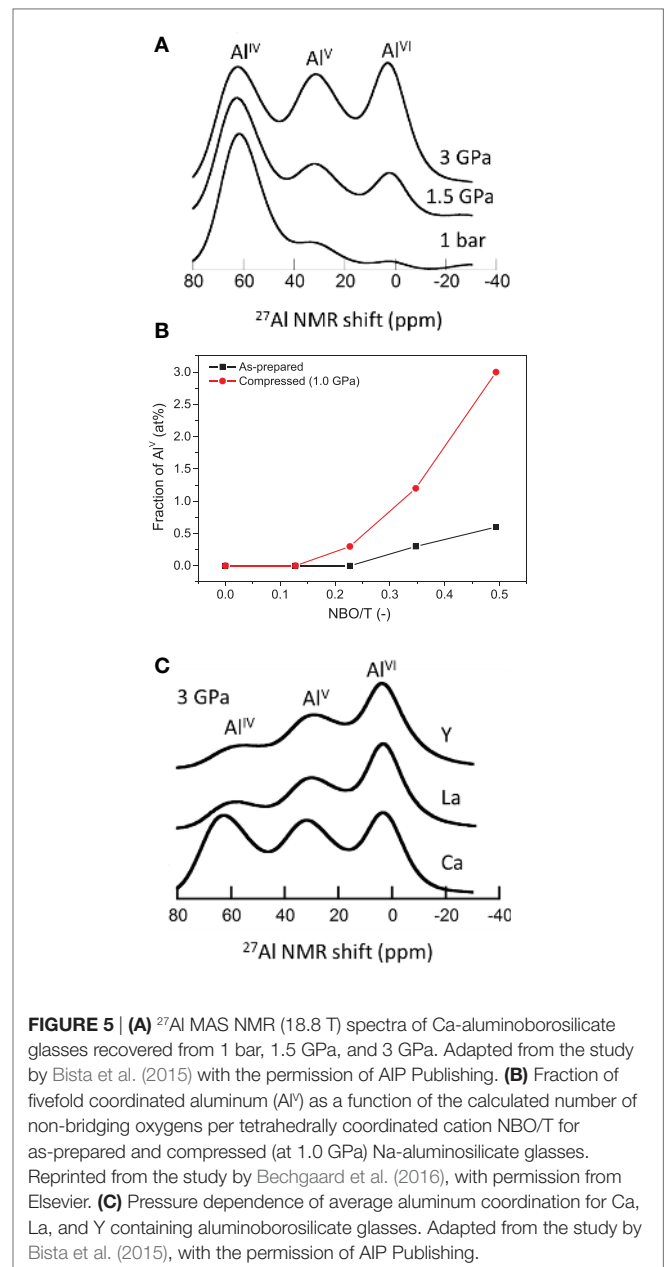 A
Al^IV Al^V Al^VI
3 GPa
1.5 GPa
1 bar
80 60 40 20 0 -20 -40
²⁷Al NMR shift (ppm)
B
As-prepared
Compressed (1.0 GPa)
3.0
2.5
2.0
1.5
1.0
0.5
0.0
Fraction of Al^V (at%)
0.0 0.1 0.2 0.3 0.4 0.5
NBO/T (-)
C
3 GPa
Al^IV Al^V Al^VI
Y
La
Ca
80 60 40 20 0 -20 -40
²⁷Al NMR shift (ppm)
FIGURE 5 | (A) ²⁷Al MAS NMR (18.8 T) spectra of Ca-aluminoborosilicate
glasses recovered from 1 bar, 1.5 GPa, and 3 GPa. Adapted from the study
by Bista et al. (2015) with the permission of AIP Publishing. (B) Fraction of
fivefold coordinated aluminum (Al^V) as a function of the calculated number of
non-bridging oxygens per tetrahedrally coordinated cation NBO/T for
as-prepared and compressed (at 1.0 GPa) Na-aluminosilicate glasses.
Reprinted from the study by Bechgaard et al. (2016), with permission from
Elsevier. (C) Pressure dependence of average aluminum coordination for Ca,
La, and Y containing aluminoborosilicate glasses. Adapted from the study by
Bista et al. (2015), with the permission of AIP Publishing.